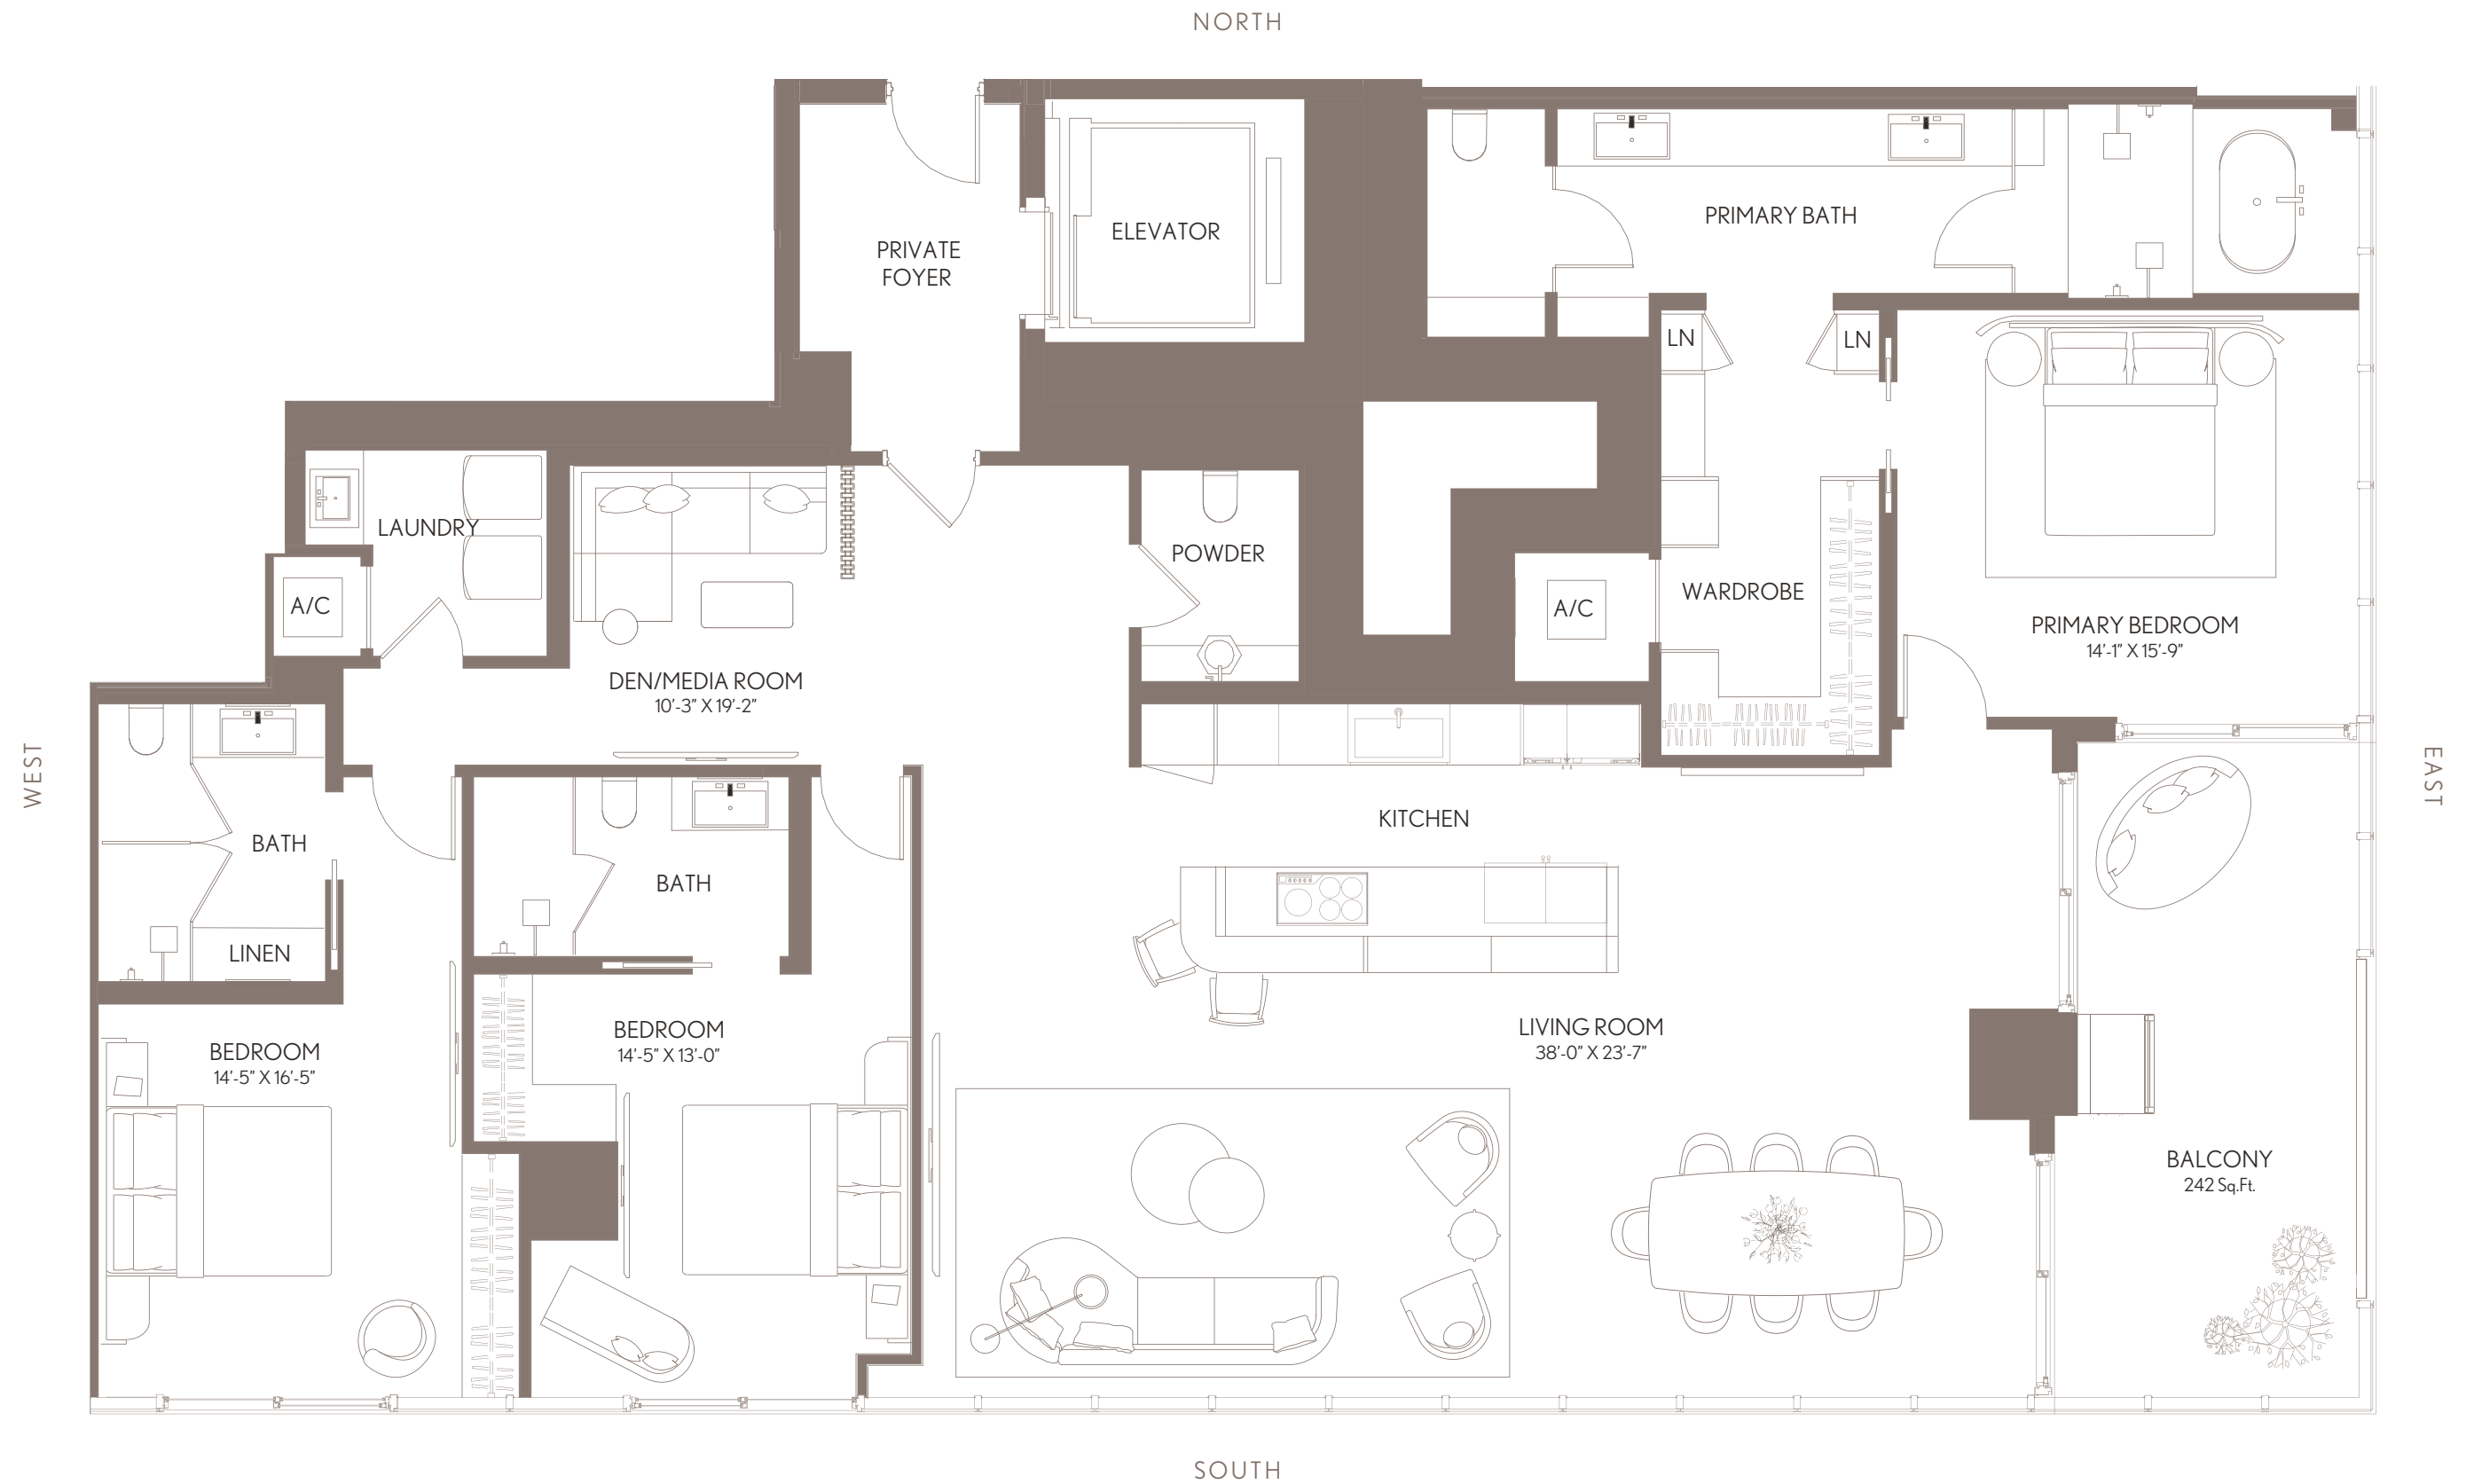 NORTH
PRIVATE
FOYER
ELEVATOR
PRIMARY BATH
LN
LN
LAUNDRY
A/C
POWDER
A/C
WARDROBE
PRIMARY BEDROOM
14'-1” X 15'-9”
DEN/MEDIA ROOM
10'-3” X 19'-2”
WEST
EAST
BATH
BATH
KITCHEN
LINEN
BEDROOM
14'-5” X 16'-5”
BEDROOM
14'-5” X 13'-0”
LIVING ROOM
38'-0” X 23'-7”
BALCONY
242 Sq.Ft.
SOUTH